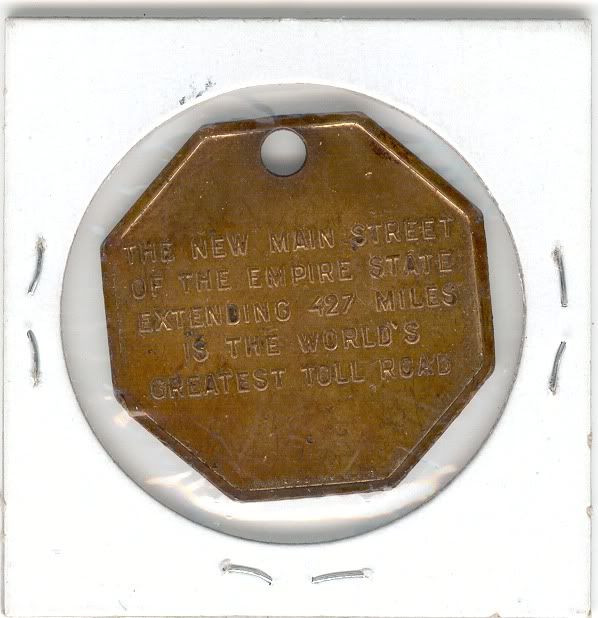 THE NEW MAIN STREET
OF THE EMPIRE STATE
EXTENDING 427 MILES
IS THE WORLD'S
GREATEST TOLL ROAD